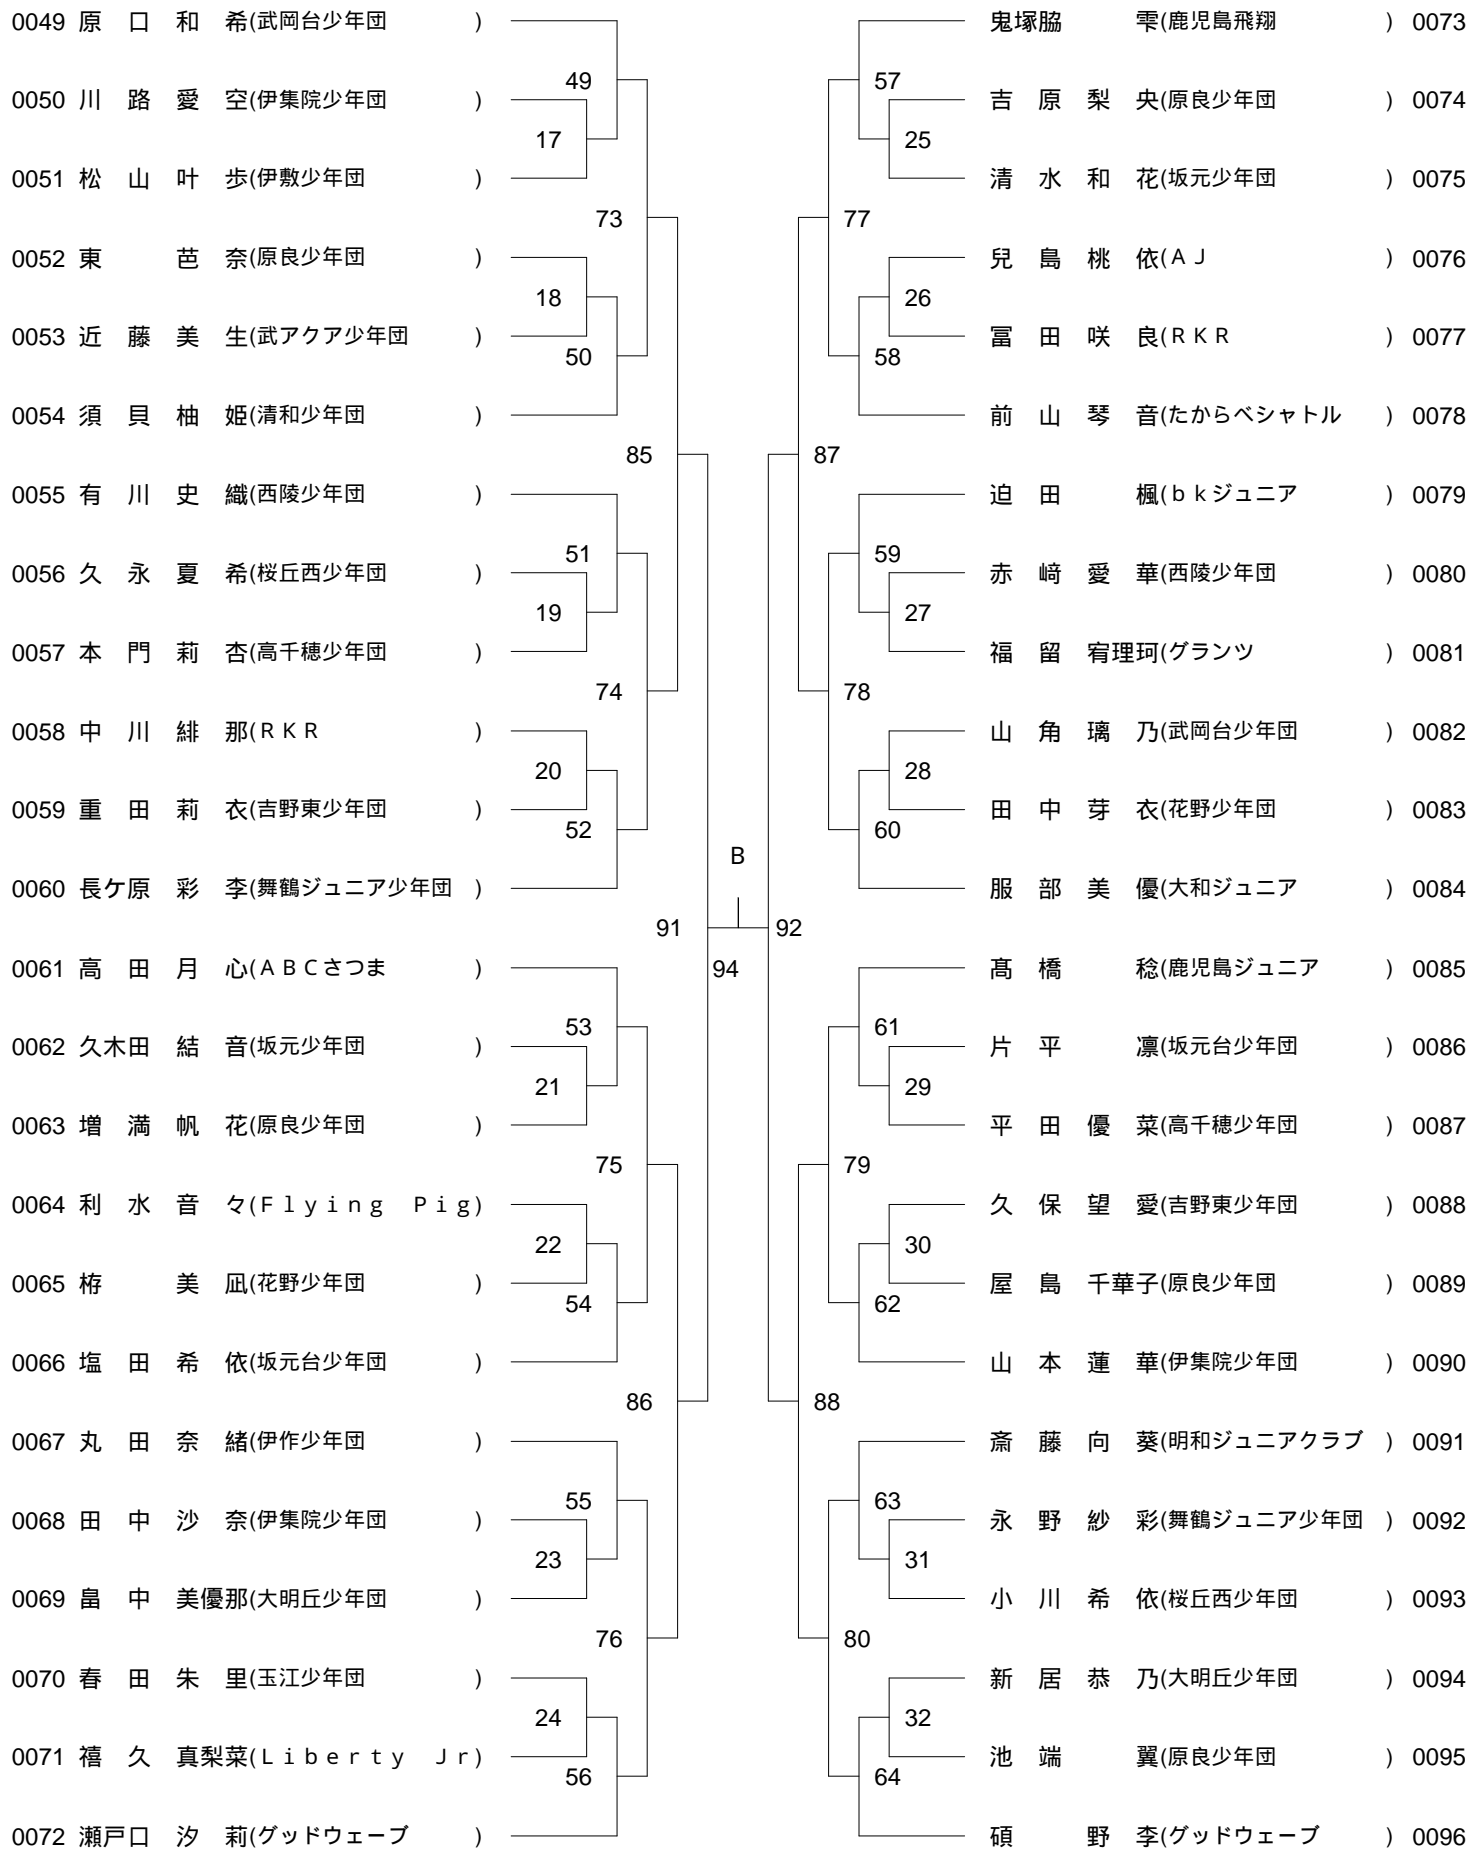 0049 原 口 和 希(武岡台少年団 )
49
0050 川 路 愛 空(伊集院少年団 )
17
0051 松 山 叶 歩(伊敷少年団 )
73
0052 東 芭 奈(原良少年団 )
18
0053 近 藤 美 生(武アクア少年団 )
50
0054 須 貝 柚 姫(清和少年団 )
85
0055 有 川 史 織(西陵少年団 )
51
0056 久 永 夏 希(桜丘西少年団 )
19
0057 本 門 莉 杏(高千穂少年団 )
74
0058 中 川 緋 那(RKR )
20
0059 重 田 莉 衣(吉野東少年団 )
52
0060 長ケ原 彩 李(舞鶴ジュニア少年団 )
91
0061 高 田 月 心(ABCさつま )
53
0062 久木田 結 音(坂元少年団 )
21
0063 増 満 帆 花(原良少年団 )
75
0064 利 水 音 々(Flying Pig)
22
0065 栫 美 凪(花野少年団 )
54
0066 塩 田 希 依(坂元台少年団 )
86
0067 丸 田 奈 緒(伊作少年団 )
55
0068 田 中 沙 奈(伊集院少年団 )
23
0069 畠 中 美優那(大明丘少年団 )
76
0070 春 田 朱 里(玉江少年団 )
24
0071 禧 久 真梨菜(Liberty Jr)
56
0072 瀬戸口 汐 莉(グッドウェーブ )
B
94
鬼塚脇 雫(鹿児島飛翔 ) 0073
57
吉 原 梨 央(原良少年団 ) 0074
25
清 水 和 花(坂元少年団 ) 0075
77
兒 島 桃 依(AJ ) 0076
26
冨 田 咲 良(RKR ) 0077
58
前 山 琴 音(たからべシャトル ) 0078
87
迫 田 楓(bkジュニア ) 0079
59
赤 﨑 愛 華(西陵少年団 ) 0080
27
福 留 宥理珂(グランツ ) 0081
78
山 角 璃 乃(武岡台少年団 ) 0082
28
田 中 芽 衣(花野少年団 ) 0083
60
服 部 美 優(大和ジュニア ) 0084
92
髙 橋 稔(鹿児島ジュニア ) 0085
61
片 平 凛(坂元台少年団 ) 0086
29
平 田 優 菜(高千穂少年団 ) 0087
79
久 保 望 愛(吉野東少年団 ) 0088
30
屋 島 千華子(原良少年団 ) 0089
62
山 本 蓮 華(伊集院少年団 ) 0090
88
斎 藤 向 葵(明和ジュニアクラブ ) 0091
63
永 野 紗 彩(舞鶴ジュニア少年団 ) 0092
31
小 川 希 依(桜丘西少年団 ) 0093
80
新 居 恭 乃(大明丘少年団 ) 0094
32
池 端 翼(原良少年団 ) 0095
64
碩 野 李(グッドウェーブ ) 0096